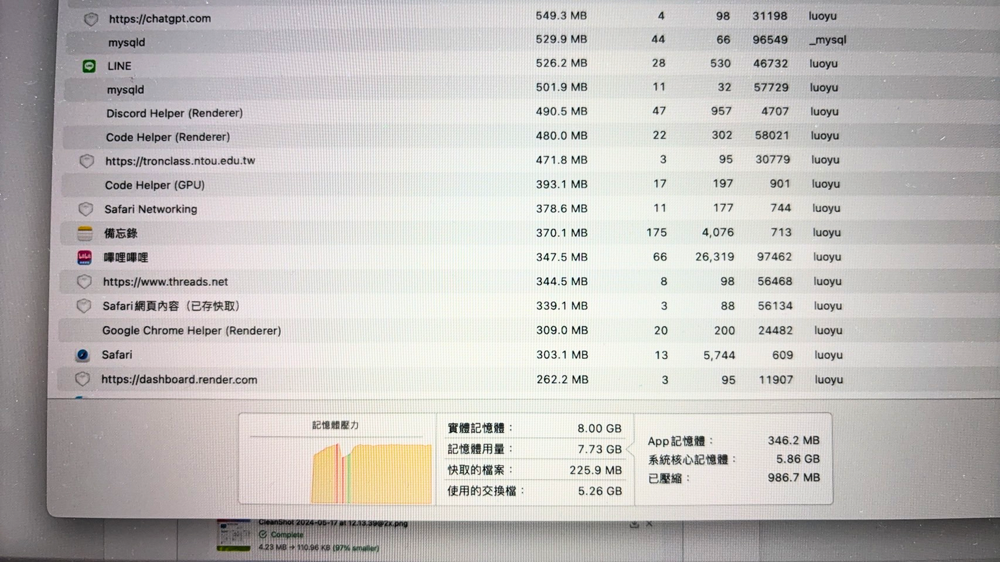 https://chatgpt.com 549.3 MB 4 98 31198 luoyu
mysqld 529.9 MB 44 66 96549 _mysql
LINE 526.2 MB 28 530 46732 luoyu
mysqld 501.9 MB 11 32 57729 luoyu
Discord Helper (Renderer) 490.5 MB 47 957 4707 luoyu
Code Helper (Renderer) 480.0 MB 22 302 58021 luoyu
https://tronclass.ntou.edu.tw 471.8 MB 3 95 30779 luoyu
Code Helper (GPU) 393.1 MB 17 197 901 luoyu
Safari Networking 378.6 MB 11 177 744 luoyu
備忘錄 370.1 MB 175 4,076 713 luoyu
嗶哩嗶哩 347.5 MB 66 26,319 97462 luoyu
https://www.threads.net 344.5 MB 8 98 56468 luoyu
Safari網頁內容（已存快取） 339.1 MB 3 88 56134 luoyu
Google Chrome Helper (Renderer) 309.0 MB 20 200 24482 luoyu
Safari 303.1 MB 13 5,744 609 luoyu
https://dashboard.render.com 262.2 MB 3 95 11907 luoyu
記憶體壓力
實體記憶體： 8.00 GB
記憶體用量： 7.73 GB
快取的檔案： 225.9 MB
使用的交換檔： 5.26 GB
App記憶體： 346.2 MB
系統核心記憶體： 5.86 GB
已壓縮： 986.7 MB
CleanShot 2024-05-17 at 12.13.39@2x.png
Complete
4.23 MB → 110.96 KB (97% smaller)